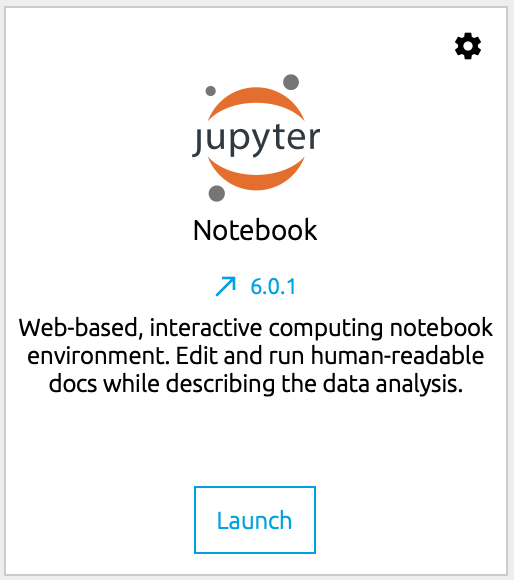 jupyter
Notebook
6.0.1
Web-based, interactive computing notebook
environment. Edit and run human-readable
docs while describing the data analysis.
Launch